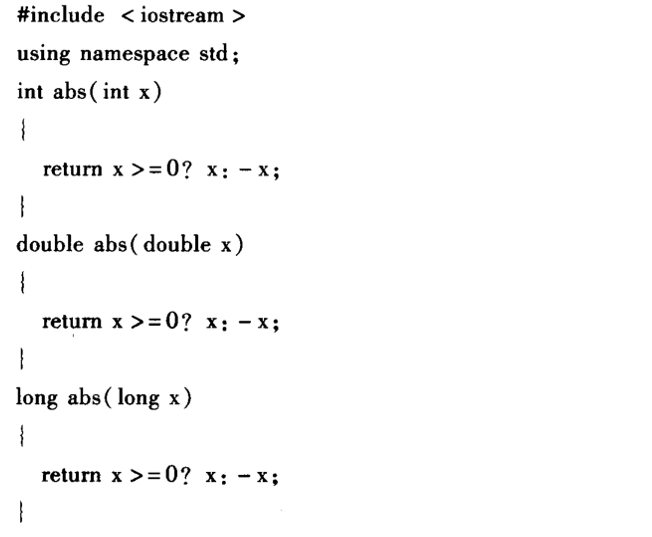 #include < iostream >
using namespace std;
int abs( int x)
{
return x >=0? x: - x;
}
double abs( double x)
{
return x >=0? x: - x;
}
long abs( long x)
{
return x >=0? x: - x;
}